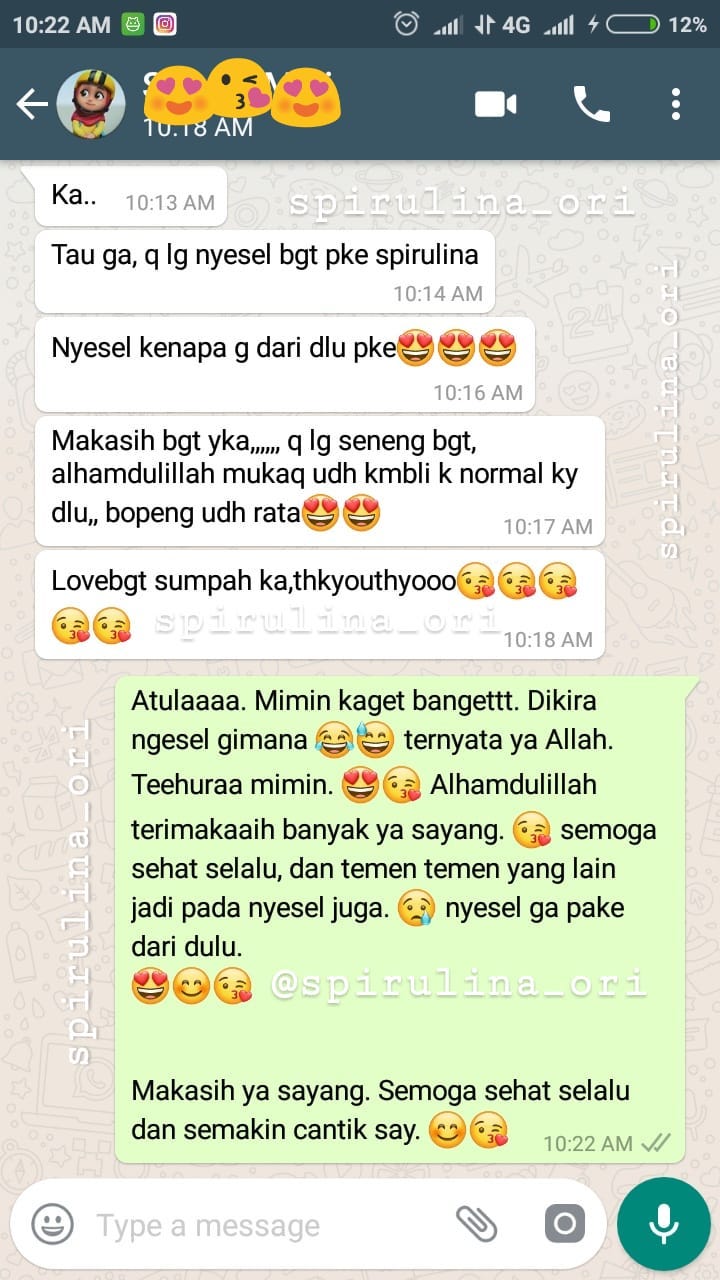 10:22 AM 4G 12%
10:18 AM
Ka.. 10:13 AM
spirulina_ori
Tau ga, q lg nyesel bgt pke spirulina
10:14 AM
Nyesel kenapa g dari dlu pke😍😍😍
10:16 AM
spirulina_ori
Makasih bgt yka,,,,,, q lg seneng bgt,
alhamdulillah mukaq udh kmbli k normal ky
dlu,, bopeng udh rata😍😍
10:17 AM
Lovebgt sumpah ka,thkyouthyooo😘😘😘
😘😘
spirulina_ori
10:18 AM
Atulaaaa. Mimin kaget bangettt. Dikira
ngesel gimana 😂😅 ternyata ya Allah.
Teehuraa mimin. 😍😘 Alhamdulillah
terimakaaih banyak ya sayang. 😘 semoga
sehat selalu, dan temen temen yang lain
jadi pada nyesel juga. 😢 nyesel ga pake
dari dulu.
😍😊😘
@spirulina_ori
spirulina_ori
Makasih ya sayang. Semoga sehat selalu
dan semakin cantik say. 😊😘
10:22 AM
Type a message